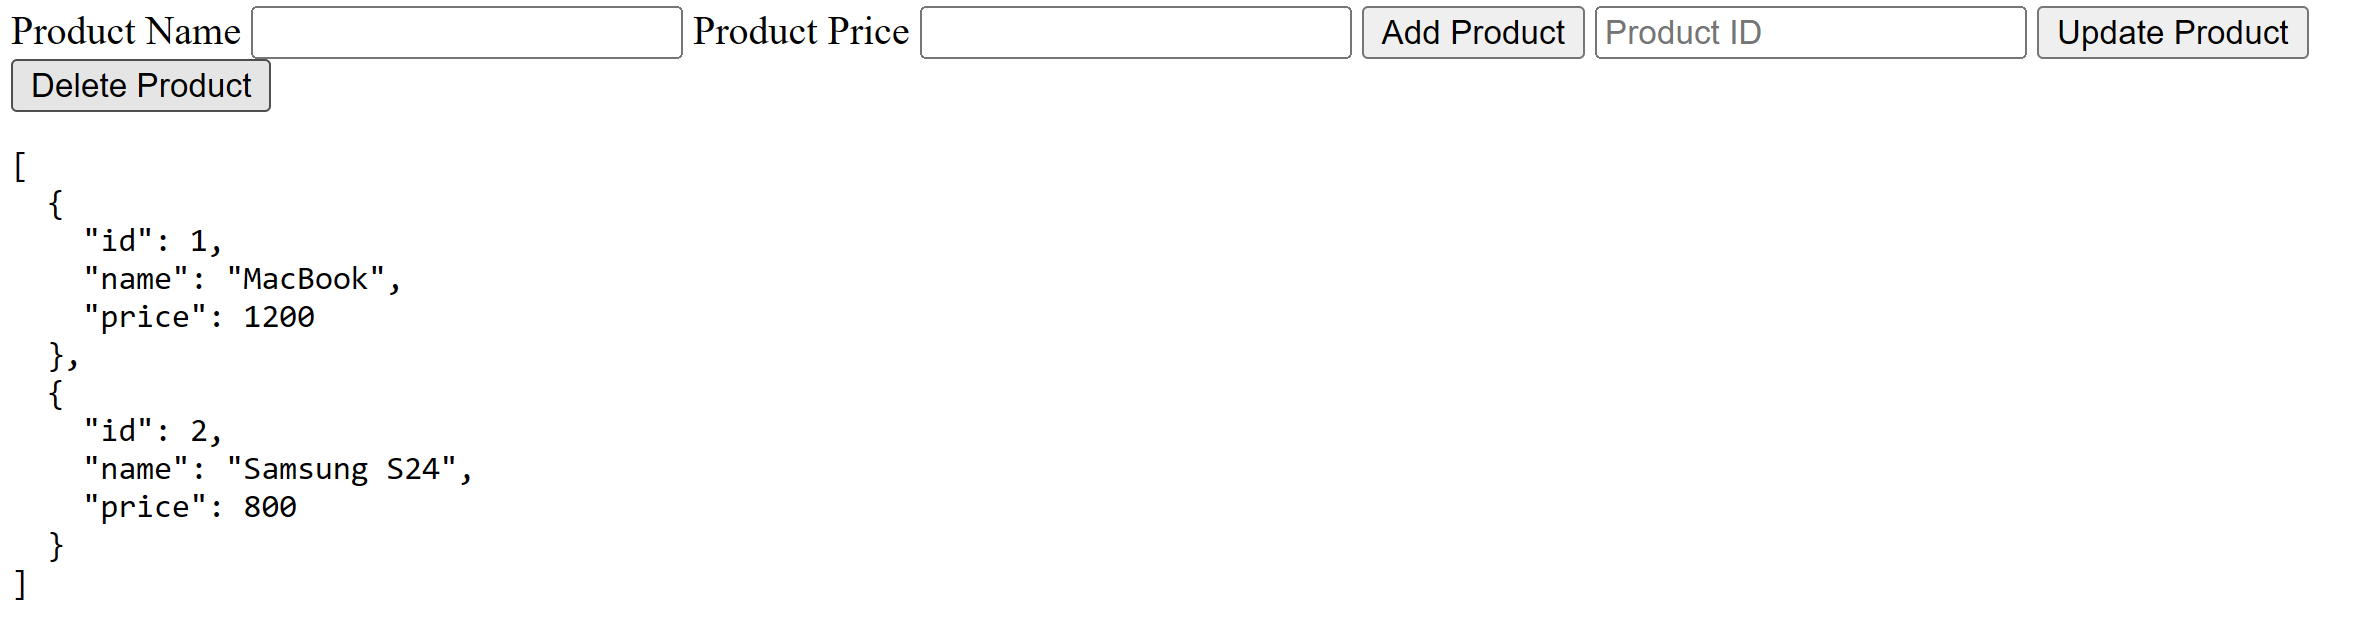 Product Name Product Price Add Product Product ID Update Product
Delete Product
[
  {
    "id": 1,
    "name": "MacBook",
    "price": 1200
  },
  {
    "id": 2,
    "name": "Samsung S24",
    "price": 800
  }
]